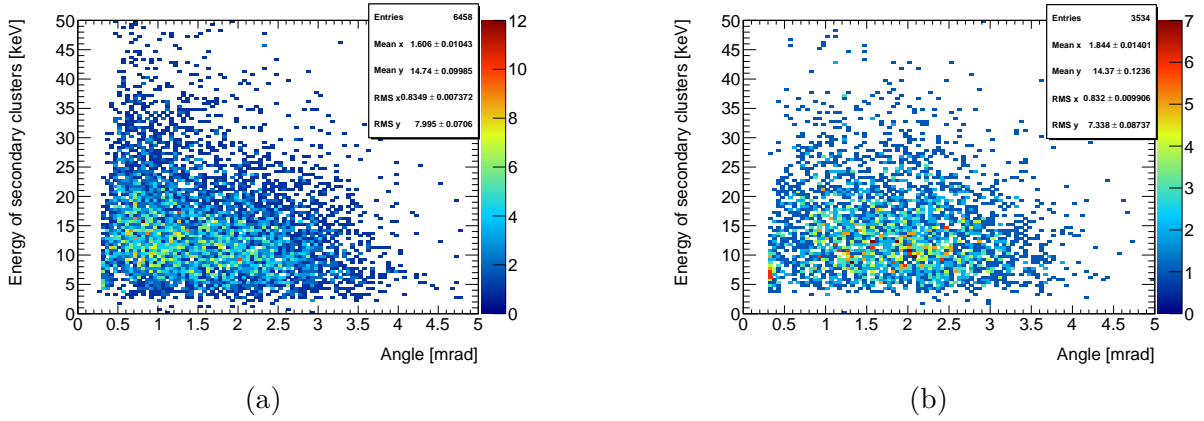 Energy of secondary clusters [keV]
50
45
40
35
30
25
20
15
10
5
0
0 0.5 1 1.5 2 2.5 3 3.5 4 4.5 5
Angle [mrad]
Entries 6458
Mean x 1.606 ± 0.01043
Mean y 14.74 ± 0.09985
RMS x 0.8349 ± 0.007372
RMS y 7.995 ± 0.0706
12
10
8
6
4
2
0
(a)
Energy of secondary clusters [keV]
50
45
40
35
30
25
20
15
10
5
0
0 0.5 1 1.5 2 2.5 3 3.5 4 4.5 5
Angle [mrad]
Entries 3534
Mean x 1.844 ± 0.01401
Mean y 14.37 ± 0.1236
RMS x 0.832 ± 0.009906
RMS y 7.338 ± 0.08737
7
6
5
4
3
2
1
0
(b)